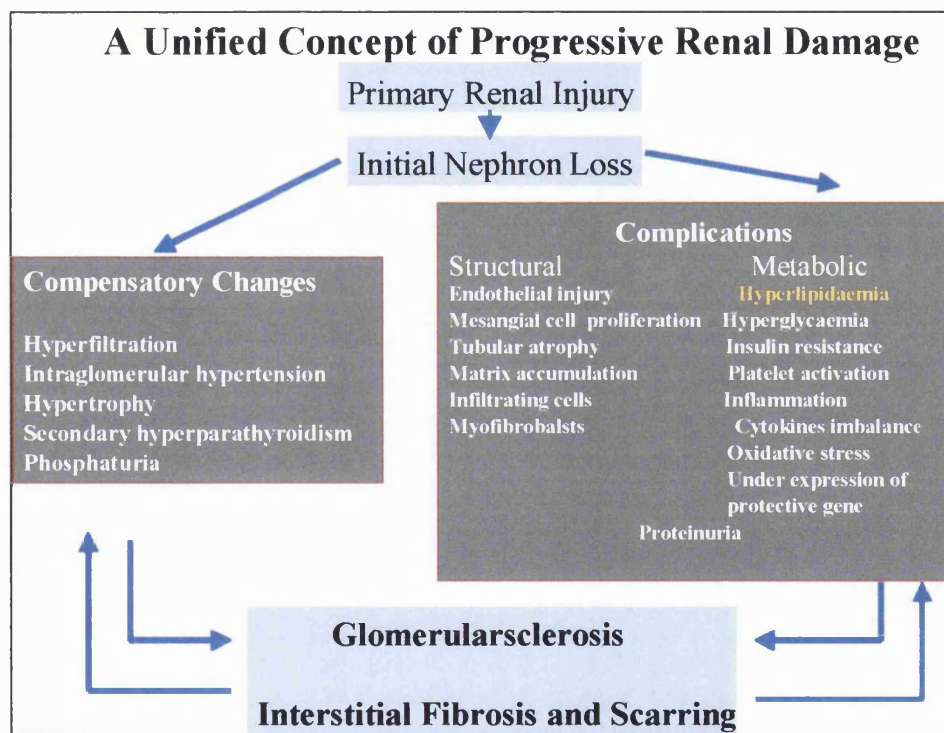 A Unified Concept of Progressive Renal Damage
Primary Renal Injury
Initial Nephron Loss
Compensatory Changes
Hyperfiltration
Intraglomerular hypertension
Hypertrophy
Secondary hyperparathyroidism
Phosphaturia
Complications
Structural
Endothelial injury
Mesangial cell proliferation
Tubular atrophy
Matrix accumulation
Infiltrating cells
Myofibrobalsts
Metabolic
Hyperlipidaemia
Hyperglycaemia
Insulin resistance
Platelet activation
Inflammation
Cytokines imbalance
Oxidative stress
Under expression of
protective gene
Proteinuria
Glomerularsclerosis
Interstitial Fibrosis and Scarring